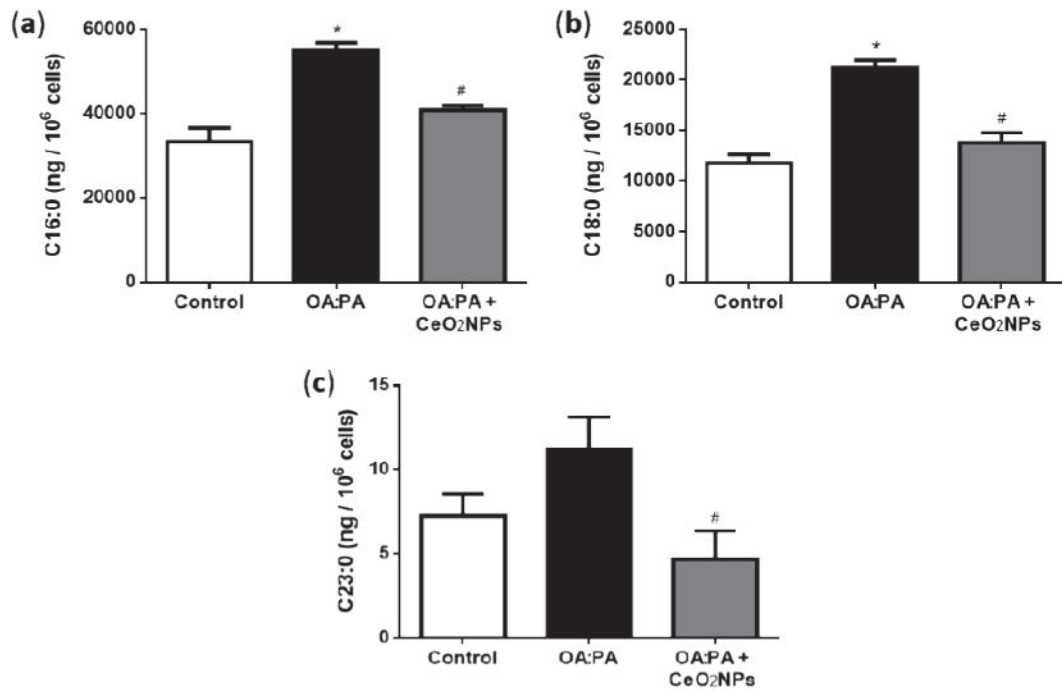 (a)
C16:0 (ng / 10⁶ cells)
60000
40000
20000
0
*
#
Control
OA:PA
OA:PA +
CeO₂NPs
(b)
C18:0 (ng / 10⁶ cells)
25000
20000
15000
10000
5000
0
*
#
Control
OA:PA
OA:PA +
CeO₂NPs
(c)
C23:0 (ng / 10⁶ cells)
15
10
5
0
#
Control
OA:PA
OA:PA +
CeO₂NPs